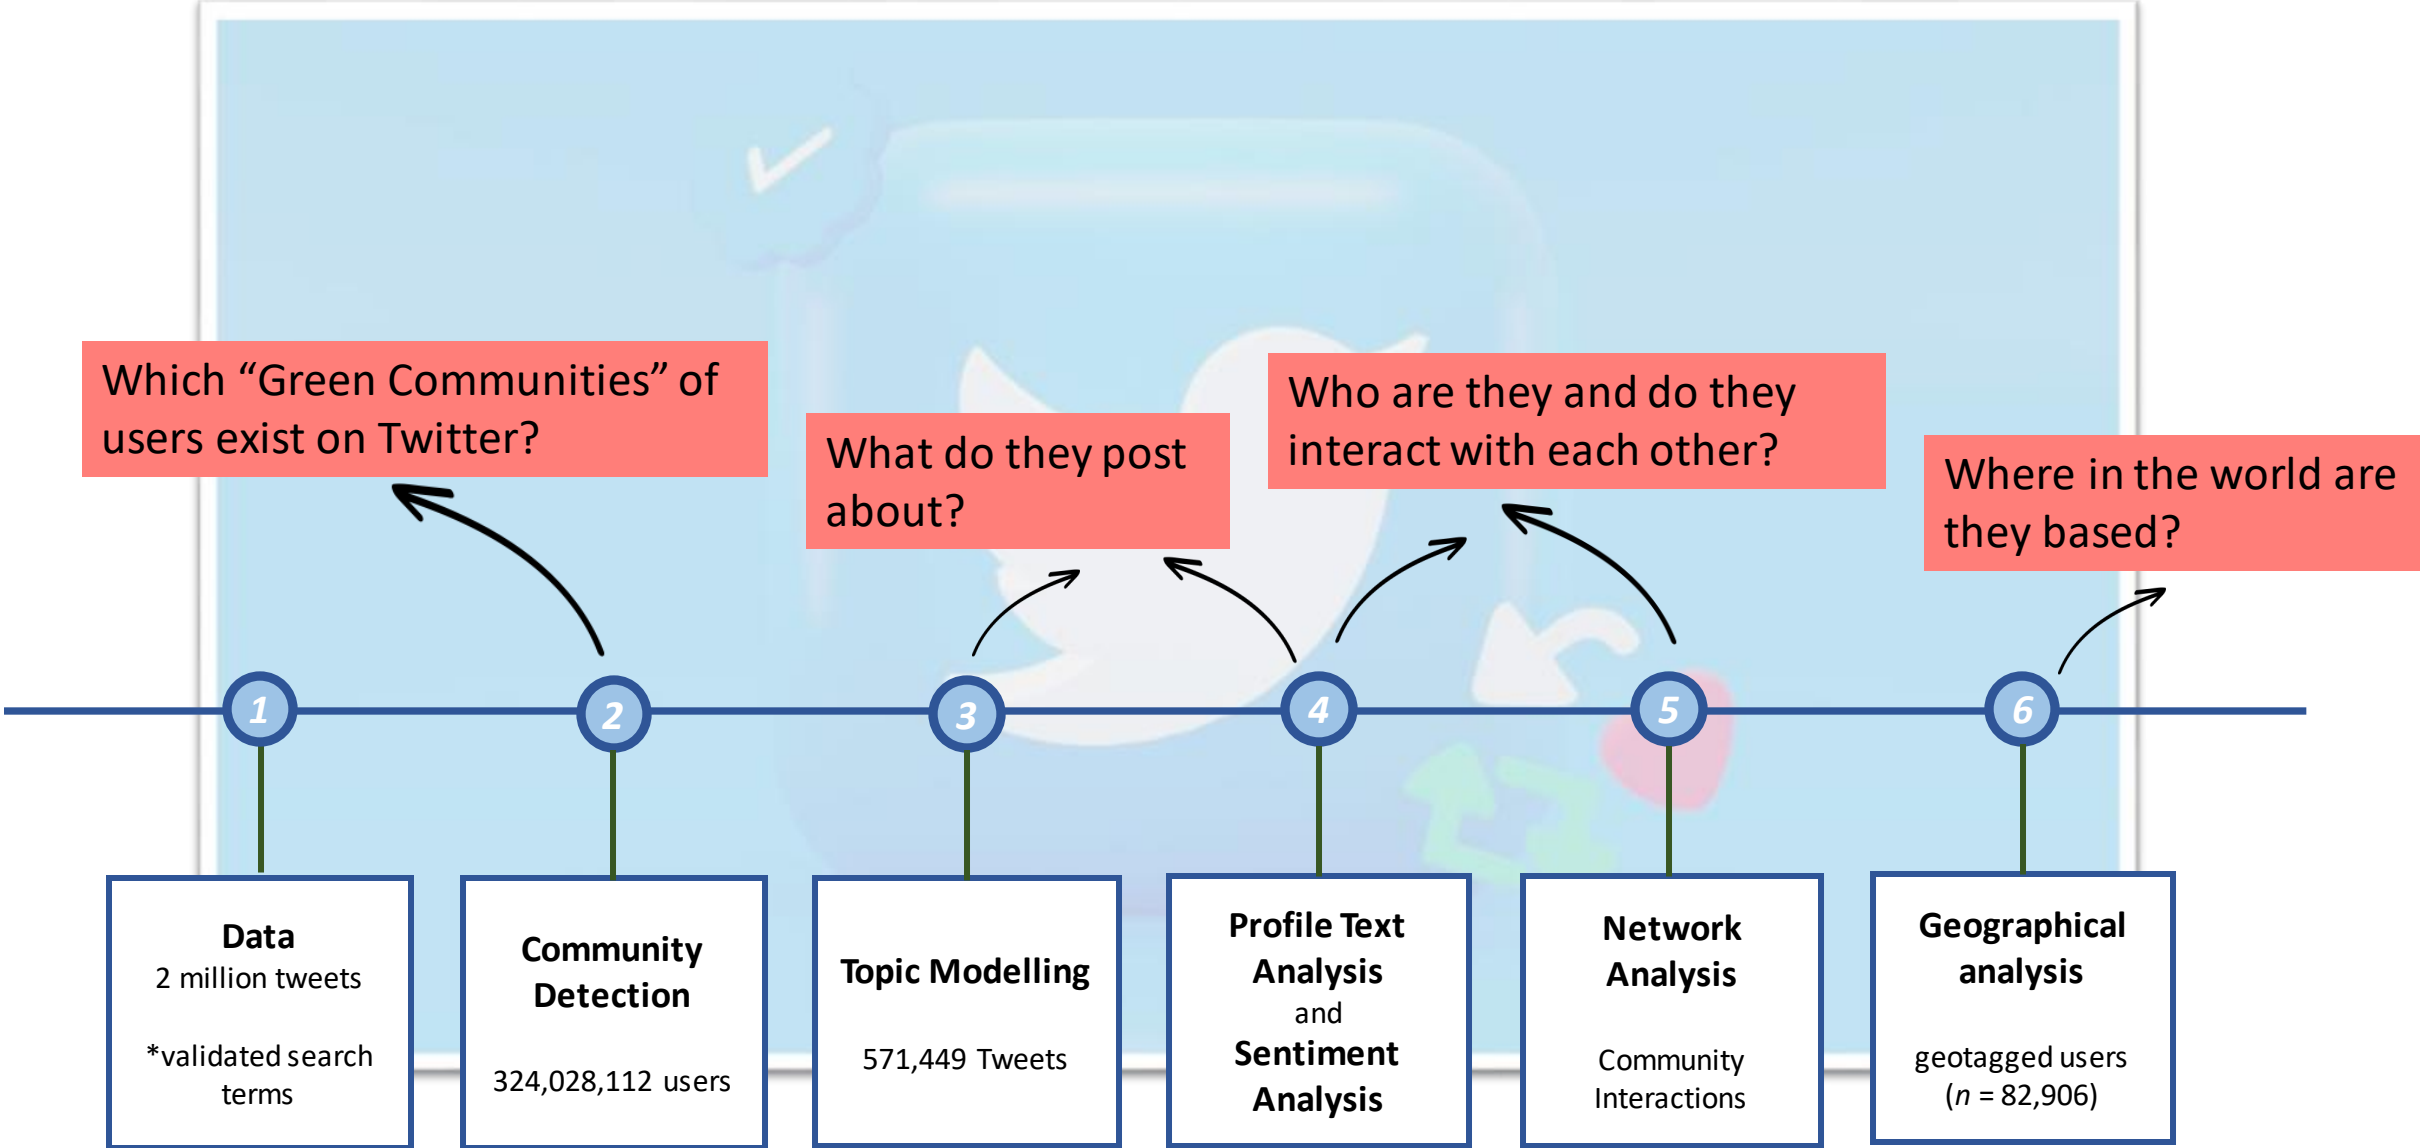 Which “Green Communities” of
users exist on Twitter?
What do they post
about?
Who are they and do they
interact with each other?
Where in the world are
they based?
1
2
3
4
5
6
Data
2 million tweets
*validated search
terms
Community
Detection
324,028,112 users
Topic Modelling
571,449 Tweets
Profile Text
Analysis
and
Sentiment
Analysis
Network
Analysis
Community
Interactions
Geographical
analysis
geotagged users
(n = 82,906)